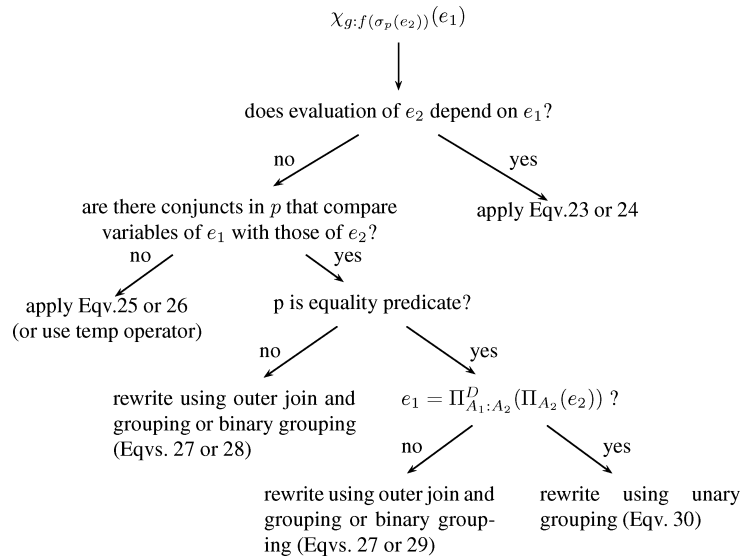 χ_{g:f(σ_p(e_2))}(e_1)
does evaluation of e_2 depend on e_1?
no
yes
are there conjuncts in p that compare
variables of e_1 with those of e_2?
apply Eqv.23 or 24
no
yes
apply Eqv.25 or 26
(or use temp operator)
p is equality predicate?
no
yes
rewrite using outer join and
grouping or binary grouping
(Eqvs. 27 or 28)
e_1 = Π^D_{A_1:A_2}(Π_{A_2}(e_2)) ?
no
yes
rewrite using outer join and
grouping or binary group-
ing (Eqvs. 27 or 29)
rewrite using unary
grouping (Eqv. 30)